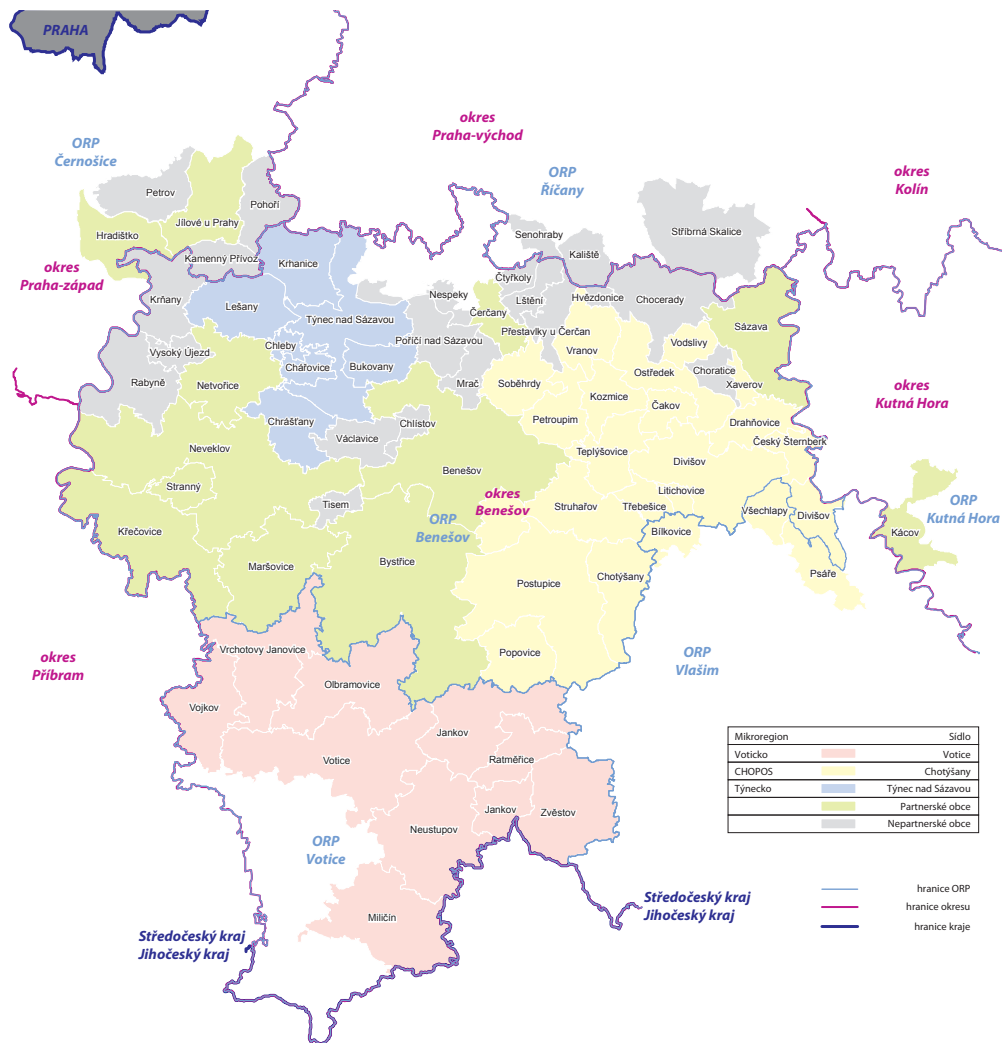 PRAHA
okres
Praha-východ
ORP
Černošice
ORP
Říčany
okres
Kolín
Petrov
Pohoří
Jílové u Prahy
Hradištko
Senohraby
Stříbrná Skalice
Kamenný Přívoz
Krhanice
Kaliště
okres
Praha-západ
Čtyřkoly
Krňany
Lešany
Nespeky
Lštění
Hvězdonice
Chocerady
Čerčany
Týnec nad Sázavou
Přestavlky u Čerčan
Sázava
Chleby
Poříčí nad Sázavou
Vodslivy
Vysoký Újezd
Vranov
Chářovice
Bukovany
Ostředek
Choratice
Rabyně
Netvořice
Mrač
Soběhrdy
Xaverov
okres
Kutná Hora
Kozmice
Čakov
Chrášťany
Chlístov
Petroupim
Drahňovice
Václavice
Český Šternberk
Neveklov
Teplýšovice
Divišov
Benešov
Stranný
Litichovice
okres
Benešov
Tisem
Struhařov
Třebešice
Všechlapy
Divišov
ORP
Kutná Hora
ORP
Benešov
Křečovice
Bílkovice
Kácov
Maršovice
Bystřice
Psáře
Postupice
Chotýšany
Vrchotovy Janovice
Popovice
ORP
Vlašim
okres
Příbram
Olbramovice
Vojkov
Jankov
Votice
Ratměřice
Jankov
Zvěstov
Neustupov
ORP
Votice
Miličín
Středočeský kraj
Jihočeský kraj
Středočeský kraj
Jihočeský kraj
Mikroregion Sídlo
Voticko Votice
CHOPOS Chotýšany
Týnecko Týnec nad Sázavou
Partnerské obce
Nepartnerské obce
hranice ORP
hranice okresu
hranice kraje